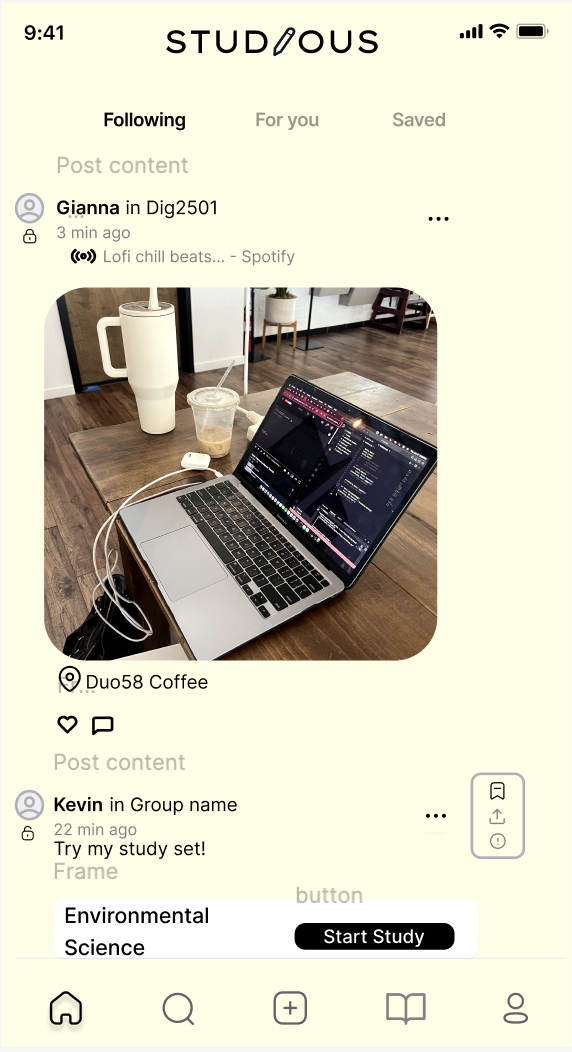 9:41
STUDIOUS
Following For you Saved
Post content
Gianna in Dig2501
3 min ago
Lofi chill beats... - Spotify
Duo58 Coffee
Post content
Kevin in Group name
22 min ago
Try my study set!
Frame
button
Environmental
Science
Start Study